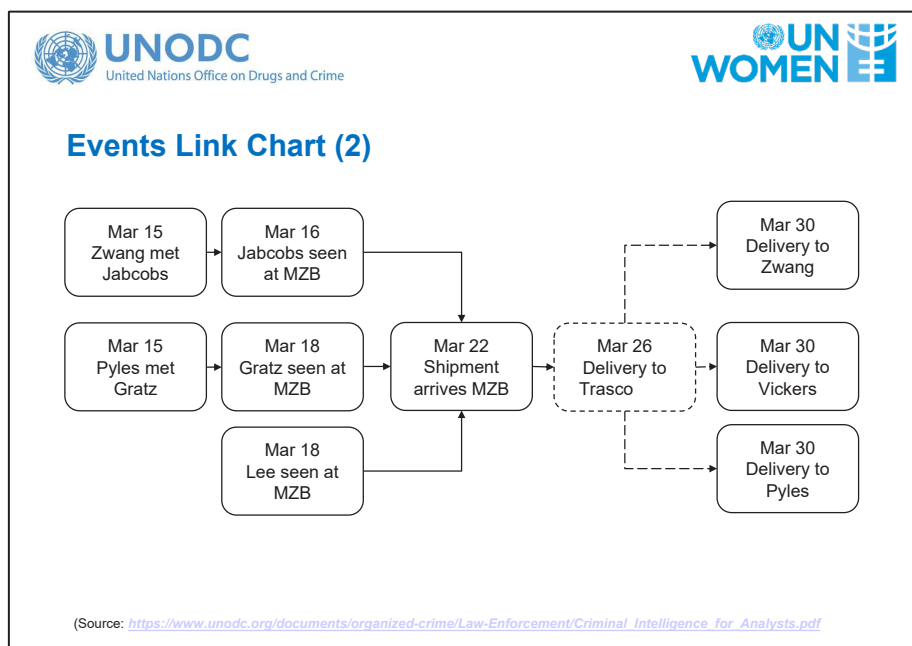 UNODC
United Nations Office on Drugs and Crime
UN
WOMEN
Events Link Chart (2)
Mar 15
Zwang met
Jabcobs
Mar 16
Jabcobs seen
at MZB
Mar 30
Delivery to
Zwang
Mar 15
Pyles met
Gratz
Mar 18
Gratz seen at
MZB
Mar 22
Shipment
arrives MZB
Mar 26
Delivery to
Trasco
Mar 30
Delivery to
Vickers
Mar 18
Lee seen at
MZB
Mar 30
Delivery to
Pyles
(Source: https://www.unodc.org/documents/organized-crime/Law-Enforcement/Criminal_Intelligence_for_Analysts.pdf